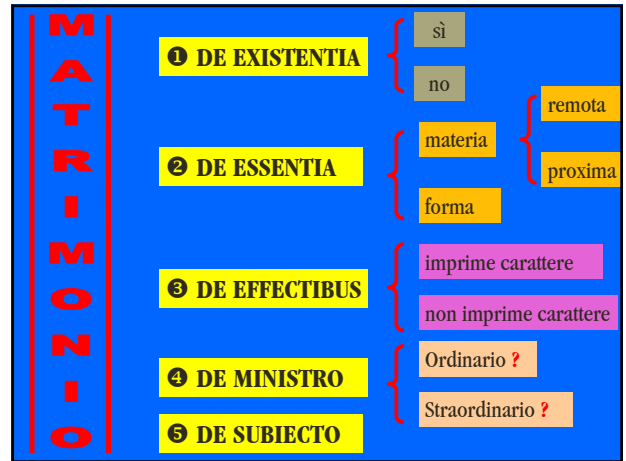 MATRIMONIO
❶ DE EXISTENTIA
sì
no
❷ DE ESSENTIA
materia
remota
proxima
forma
❸ DE EFFECTIBUS
imprime carattere
non imprime carattere
❹ DE MINISTRO
Ordinario ?
Straordinario ?
❺ DE SUBIECTO